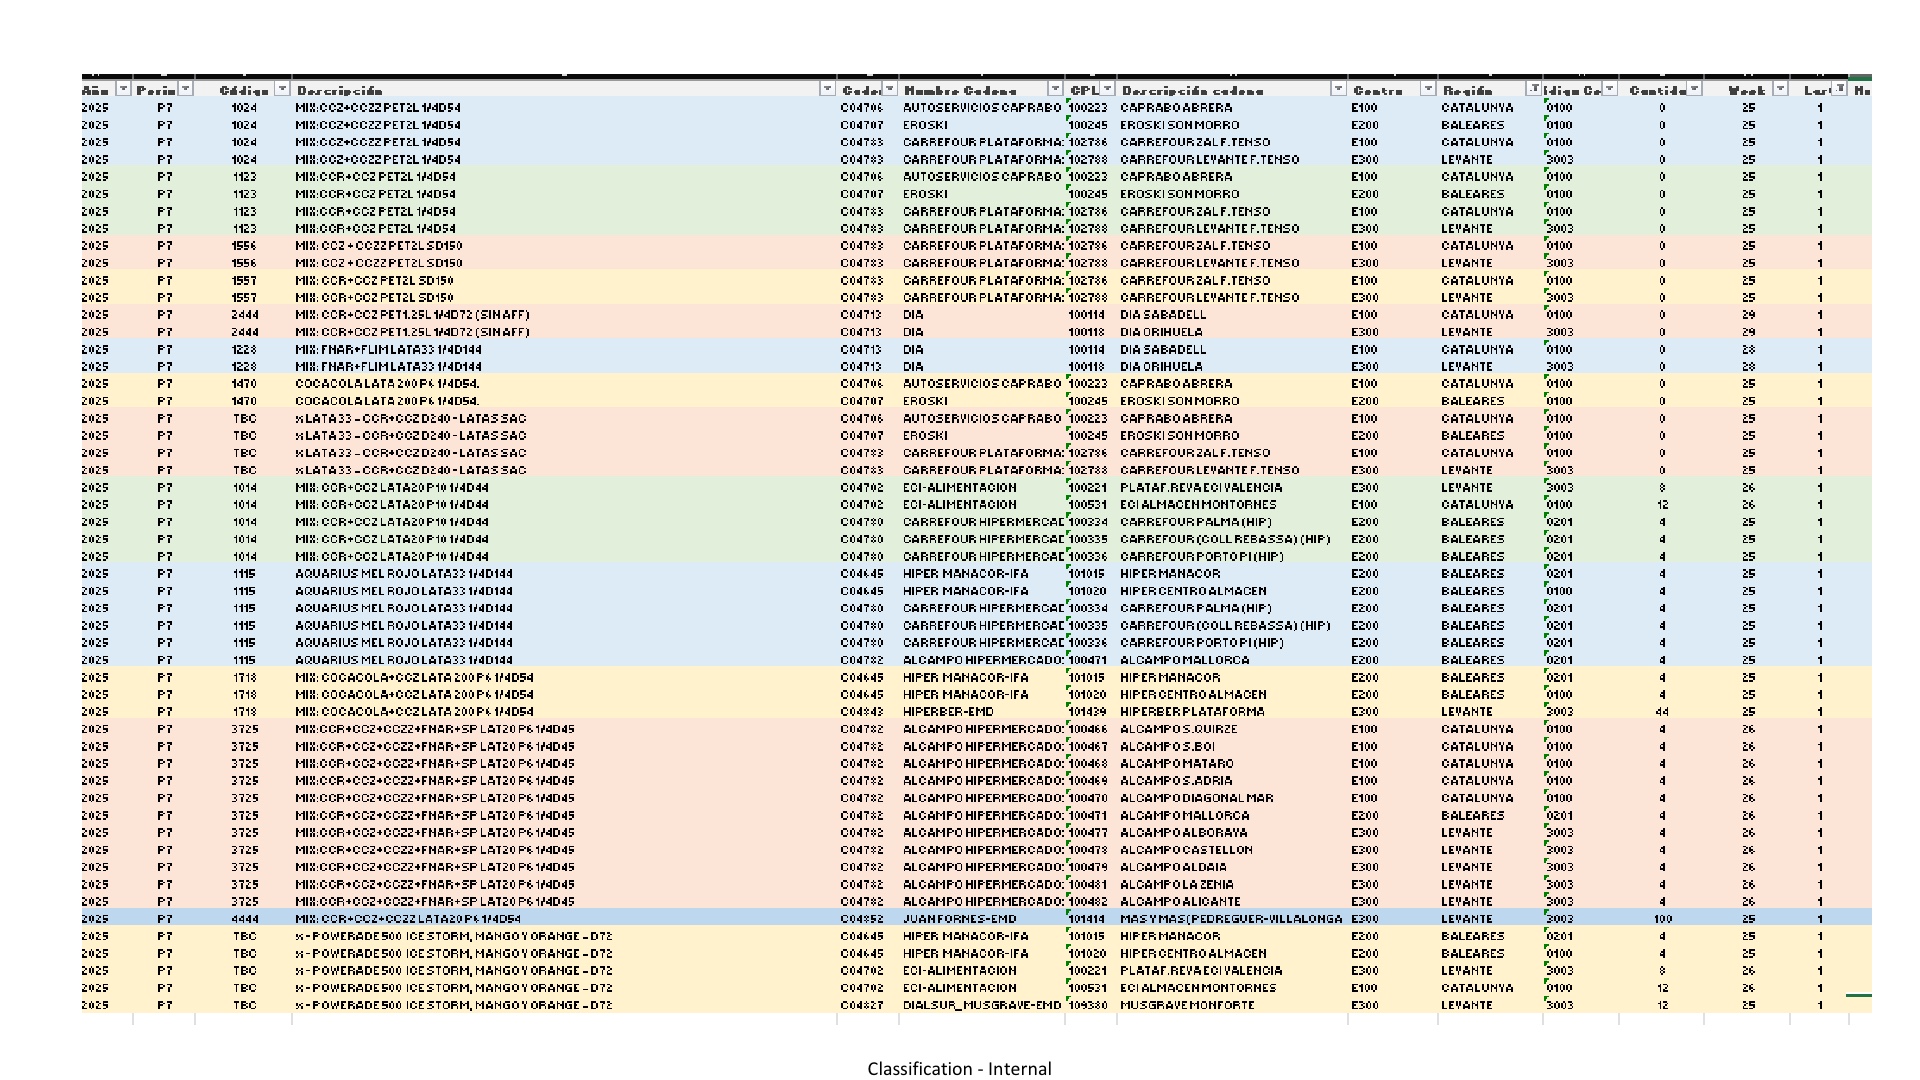 Año Código Descripción Nombre Cadena CPL Descripción cadena Centro Región Week
2025 P7 1024 MIX:CCZ+CCZZ PET2L 1/4D54 C04706 AUTOSERVICIOS CAPRABO 100223 CAPRABO ABRERA E100 CATALUNYA 0100 0 25 1
2025 P7 1024 MIX:CCZ+CCZZ PET2L 1/4D54 C04707 EROSKI 100245 EROSKI SON MORRO E200 BALEARES 0100 0 25 1
2025 P7 1024 MIX:CCZ+CCZZ PET2L 1/4D54 C04783 CARREFOUR PLATAFORMA 102786 CARREFOUR ZAL F.TENSO E100 CATALUNYA 0100 0 25 1
2025 P7 1024 MIX:CCZ+CCZZ PET2L 1/4D54 C04783 CARREFOUR PLATAFORMA 102788 CARREFOUR LEVANTE F.TENSO E300 LEVANTE 3003 0 25 1
2025 P7 1123 MIX:CCR+CCZ PET2L 1/4D54 C04706 AUTOSERVICIOS CAPRABO 100223 CAPRABO ABRERA E100 CATALUNYA 0100 0 25 1
2025 P7 1123 MIX:CCR+CCZ PET2L 1/4D54 C04707 EROSKI 100245 EROSKI SON MORRO E200 BALEARES 0100 0 25 1
2025 P7 1123 MIX:CCR+CCZ PET2L 1/4D54 C04783 CARREFOUR PLATAFORMA 102786 CARREFOUR ZAL F.TENSO E100 CATALUNYA 0100 0 25 1
2025 P7 1123 MIX:CCR+CCZ PET2L 1/4D54 C04783 CARREFOUR PLATAFORMA 102788 CARREFOUR LEVANTE F.TENSO E300 LEVANTE 3003 0 25 1
2025 P7 1556 MIX: CCZ + CCZZ PET2L SD150 C04783 CARREFOUR PLATAFORMA 102786 CARREFOUR ZAL F.TENSO E100 CATALUNYA 0100 0 25 1
2025 P7 1556 MIX: CCZ + CCZZ PET2L SD150 C04783 CARREFOUR PLATAFORMA 102788 CARREFOUR LEVANTE F.TENSO E300 LEVANTE 3003 0 25 1
2025 P7 1557 MIX: CCR+CCZ PET2L SD150 C04783 CARREFOUR PLATAFORMA 102786 CARREFOUR ZAL F.TENSO E100 CATALUNYA 0100 0 25 1
2025 P7 1557 MIX: CCR+CCZ PET2L SD150 C04783 CARREFOUR PLATAFORMA 102788 CARREFOUR LEVANTE F.TENSO E300 LEVANTE 3003 0 25 1
2025 P7 2444 MIX: CCR+CCZ PET1.25L 1/4D72 (SIN AFF) C04713 DIA 100114 DIA SABADELL E100 CATALUNYA 0100 0 29 1
2025 P7 2444 MIX: CCR+CCZ PET1.25L 1/4D72 (SIN AFF) C04713 DIA 100118 DIA ORIHUELA E300 LEVANTE 3003 0 29 1
2025 P7 1228 MIX: FNAR+FLIM LATA33 1/4D144 C04713 DIA 100114 DIA SABADELL E100 CATALUNYA 0100 0 28 1
2025 P7 1228 MIX: FNAR+FLIM LATA33 1/4D144 C04713 DIA 100118 DIA ORIHUELA E300 LEVANTE 3003 0 28 1
2025 P7 1470 COCACOLA LATA 200 P6 1/4D54. C04706 AUTOSERVICIOS CAPRABO 100223 CAPRABO ABRERA E100 CATALUNYA 0100 0 25 1
2025 P7 1470 COCACOLA LATA 200 P6 1/4D54. C04707 EROSKI 100245 EROSKI SON MORRO E200 BALEARES 0100 0 25 1
2025 P7 TBC x LATA33 - CCR+CCZ D240 - LATAS SAC C04706 AUTOSERVICIOS CAPRABO 100223 CAPRABO ABRERA E100 CATALUNYA 0100 0 25 1
2025 P7 TBC x LATA33 - CCR+CCZ D240 - LATAS SAC C04707 EROSKI 100245 EROSKI SON MORRO E200 BALEARES 0100 0 25 1
2025 P7 TBC x LATA33 - CCR+CCZ D240 - LATAS SAC C04783 CARREFOUR PLATAFORMA 102786 CARREFOUR ZAL F.TENSO E100 CATALUNYA 0100 0 25 1
2025 P7 TBC x LATA33 - CCR+CCZ D240 - LATAS SAC C04783 CARREFOUR PLATAFORMA 102788 CARREFOUR LEVANTE F.TENSO E300 LEVANTE 3003 0 25 1
2025 P7 1014 MIX: CCR+CCZ LATA20 P10 1/4D44 C04702 ECI-ALIMENTACION 100221 PLATAF.REVA ECI VALENCIA E300 LEVANTE 3003 8 26 1
2025 P7 1014 MIX: CCR+CCZ LATA20 P10 1/4D44 C04702 ECI-ALIMENTACION 100531 ECI ALMACEN MONTORNES E100 CATALUNYA 0100 12 26 1
2025 P7 1014 MIX: CCR+CCZ LATA20 P10 1/4D44 C04780 CARREFOUR HIPERMERCAD 100334 CARREFOUR PALMA (HIP) E200 BALEARES 0201 4 25 1
2025 P7 1014 MIX: CCR+CCZ LATA20 P10 1/4D44 C04780 CARREFOUR HIPERMERCAD 100335 CARREFOUR (COLL REBASSA) (HIP) E200 BALEARES 0201 4 25 1
2025 P7 1014 MIX: CCR+CCZ LATA20 P10 1/4D44 C04780 CARREFOUR HIPERMERCAD 100336 CARREFOUR PORTO PI (HIP) E200 BALEARES 0201 4 25 1
2025 P7 1115 AQUARIUS MEL ROJO LATA33 1/4D144 C04645 HIPER MANACOR-IFA 101015 HIPER MANACOR E200 BALEARES 0201 4 25 1
2025 P7 1115 AQUARIUS MEL ROJO LATA33 1/4D144 C04645 HIPER MANACOR-IFA 101020 HIPER CENTRO ALMACEN E200 BALEARES 0100 4 25 1
2025 P7 1115 AQUARIUS MEL ROJO LATA33 1/4D144 C04780 CARREFOUR HIPERMERCAD 100334 CARREFOUR PALMA (HIP) E200 BALEARES 0201 4 25 1
2025 P7 1115 AQUARIUS MEL ROJO LATA33 1/4D144 C04780 CARREFOUR HIPERMERCAD 100335 CARREFOUR (COLL REBASSA) (HIP) E200 BALEARES 0201 4 25 1
2025 P7 1115 AQUARIUS MEL ROJO LATA33 1/4D144 C04780 CARREFOUR HIPERMERCAD 100336 CARREFOUR PORTO PI (HIP) E200 BALEARES 0201 4 25 1
2025 P7 1115 AQUARIUS MEL ROJO LATA33 1/4D144 C04782 ALCAMPO HIPERMERCADO 100471 ALCAMPO MALLORCA E200 BALEARES 0201 4 25 1
2025 P7 1718 MIX: COCACOLA+CCZ LATA 200 P6 1/4D54 C04645 HIPER MANACOR-IFA 101015 HIPER MANACOR E200 BALEARES 0201 4 25 1
2025 P7 1718 MIX: COCACOLA+CCZ LATA 200 P6 1/4D54 C04645 HIPER MANACOR-IFA 101020 HIPER CENTRO ALMACEN E200 BALEARES 0100 4 25 1
2025 P7 1718 MIX: COCACOLA+CCZ LATA 200 P6 1/4D54 C04843 HIPERBER-EMD 101439 HIPERBER PLATAFORMA E300 LEVANTE 3003 44 25 1
2025 P7 3725 MIX:CCR+CCZ+CCZZ+FNAR+SP LAT20 P6 1/4D45 C04782 ALCAMPO HIPERMERCADO 100466 ALCAMPO S.QUIRZE E100 CATALUNYA 0100 4 26 1
2025 P7 3725 MIX:CCR+CCZ+CCZZ+FNAR+SP LAT20 P6 1/4D45 C04782 ALCAMPO HIPERMERCADO 100467 ALCAMPO S.BOI E100 CATALUNYA 0100 4 26 1
2025 P7 3725 MIX:CCR+CCZ+CCZZ+FNAR+SP LAT20 P6 1/4D45 C04782 ALCAMPO HIPERMERCADO 100468 ALCAMPO MATARO E100 CATALUNYA 0100 4 26 1
2025 P7 3725 MIX:CCR+CCZ+CCZZ+FNAR+SP LAT20 P6 1/4D45 C04782 ALCAMPO HIPERMERCADO 100469 ALCAMPO S.ADRIA E100 CATALUNYA 0100 4 26 1
2025 P7 3725 MIX:CCR+CCZ+CCZZ+FNAR+SP LAT20 P6 1/4D45 C04782 ALCAMPO HIPERMERCADO 100470 ALCAMPO DIAGONAL MAR E100 CATALUNYA 0100 4 26 1
2025 P7 3725 MIX:CCR+CCZ+CCZZ+FNAR+SP LAT20 P6 1/4D45 C04782 ALCAMPO HIPERMERCADO 100471 ALCAMPO MALLORCA E200 BALEARES 0201 4 26 1
2025 P7 3725 MIX:CCR+CCZ+CCZZ+FNAR+SP LAT20 P6 1/4D45 C04782 ALCAMPO HIPERMERCADO 100477 ALCAMPO ALBORAYA E300 LEVANTE 3003 4 26 1
2025 P7 3725 MIX:CCR+CCZ+CCZZ+FNAR+SP LAT20 P6 1/4D45 C04782 ALCAMPO HIPERMERCADO 100478 ALCAMPO CASTELLON E300 LEVANTE 3003 4 26 1
2025 P7 3725 MIX:CCR+CCZ+CCZZ+FNAR+SP LAT20 P6 1/4D45 C04782 ALCAMPO HIPERMERCADO 100479 ALCAMPO ALDAIA E300 LEVANTE 3003 4 26 1
2025 P7 3725 MIX:CCR+CCZ+CCZZ+FNAR+SP LAT20 P6 1/4D45 C04782 ALCAMPO HIPERMERCADO 100481 ALCAMPO LA ZENIA E300 LEVANTE 3003 4 26 1
2025 P7 3725 MIX:CCR+CCZ+CCZZ+FNAR+SP LAT20 P6 1/4D45 C04782 ALCAMPO HIPERMERCADO 100482 ALCAMPO ALICANTE E300 LEVANTE 3003 4 26 1
2025 P7 4444 MIX: CCR+CCZ+CCZZ LATA20 P6 1/4D54 C04852 JUAN FORNES-EMD 101414 MAS Y MAS (PEDREGUER-VILLALONGA E300 LEVANTE 3003 100 25 1
2025 P7 TBC x - POWERADE 500 ICE STORM, MANGO Y ORANGE - D72 C04645 HIPER MANACOR-IFA 101015 HIPER MANACOR E200 BALEARES 0201 4 25 1
2025 P7 TBC x - POWERADE 500 ICE STORM, MANGO Y ORANGE - D72 C04645 HIPER MANACOR-IFA 101020 HIPER CENTRO ALMACEN E200 BALEARES 0100 4 25 1
2025 P7 TBC x - POWERADE 500 ICE STORM, MANGO Y ORANGE - D72 C04702 ECI-ALIMENTACION 100221 PLATAF.REVA ECI VALENCIA E300 LEVANTE 3003 8 26 1
2025 P7 TBC x - POWERADE 500 ICE STORM, MANGO Y ORANGE - D72 C04702 ECI-ALIMENTACION 100531 ECI ALMACEN MONTORNES E100 CATALUNYA 0100 12 26 1
2025 P7 TBC x - POWERADE 500 ICE STORM, MANGO Y ORANGE - D72 C04827 DIALSUR_MUSGRAVE-EMD 109380 MUSGRAVE MONFORTE E300 LEVANTE 3003 12 25 1
Classification - Internal